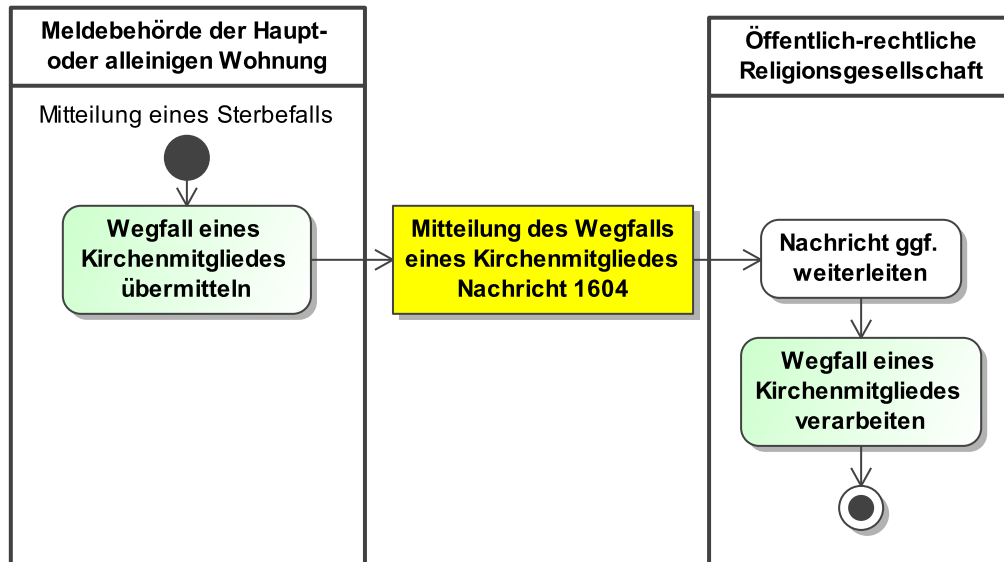 Meldebehörde der Haupt-
oder alleinigen Wohnung
Mitteilung eines Sterbefalls
Wegfall eines
Kirchenmitgliedes
übermitteln
Mitteilung des Wegfalls
eines Kirchenmitgliedes
Nachricht 1604
Öffentlich-rechtliche
Religionsgesellschaft
Nachricht ggf.
weiterleiten
Wegfall eines
Kirchenmitgliedes
verarbeiten